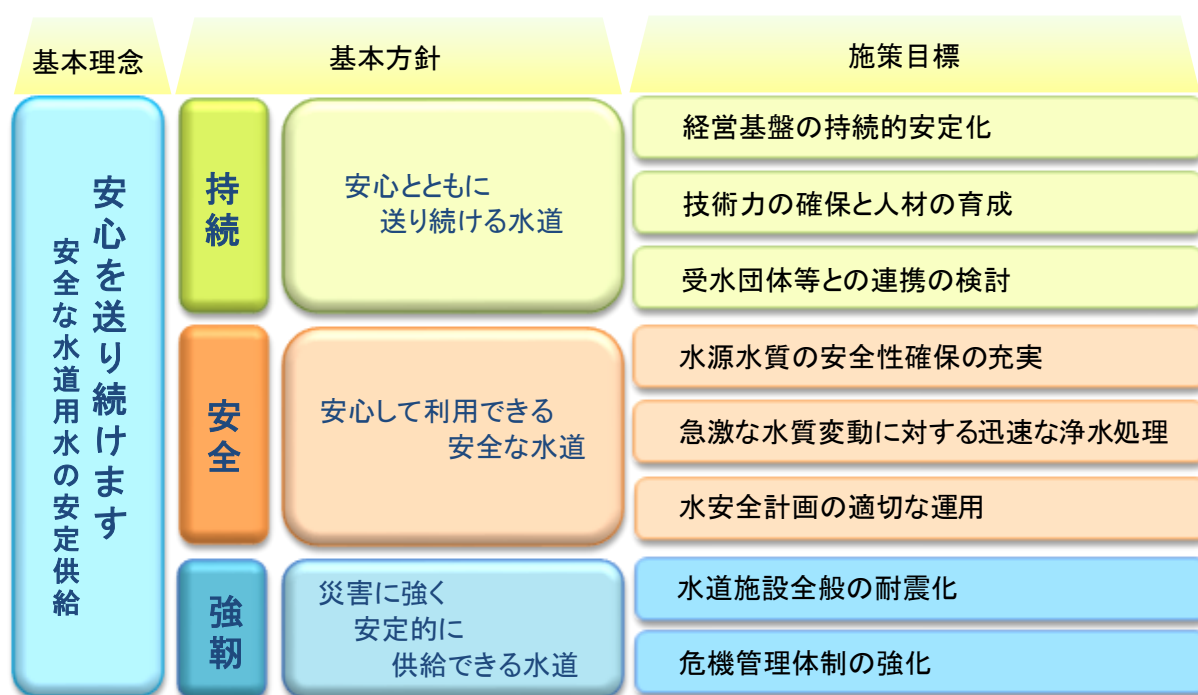 基本理念
基本方針
施策目標
安心を送り続けます
安全な水道用水の安定供給
持続
安心とともに
送り続ける水道
経営基盤の持続的安定化
技術力の確保と人材の育成
受水団体等との連携の検討
安全
安心して利用できる
安全な水道
水源水質の安全性確保の充実
急激な水質変動に対する迅速な浄水処理
水安全計画の適切な運用
強靭
災害に強く
安定的に
供給できる水道
水道施設全般の耐震化
危機管理体制の強化